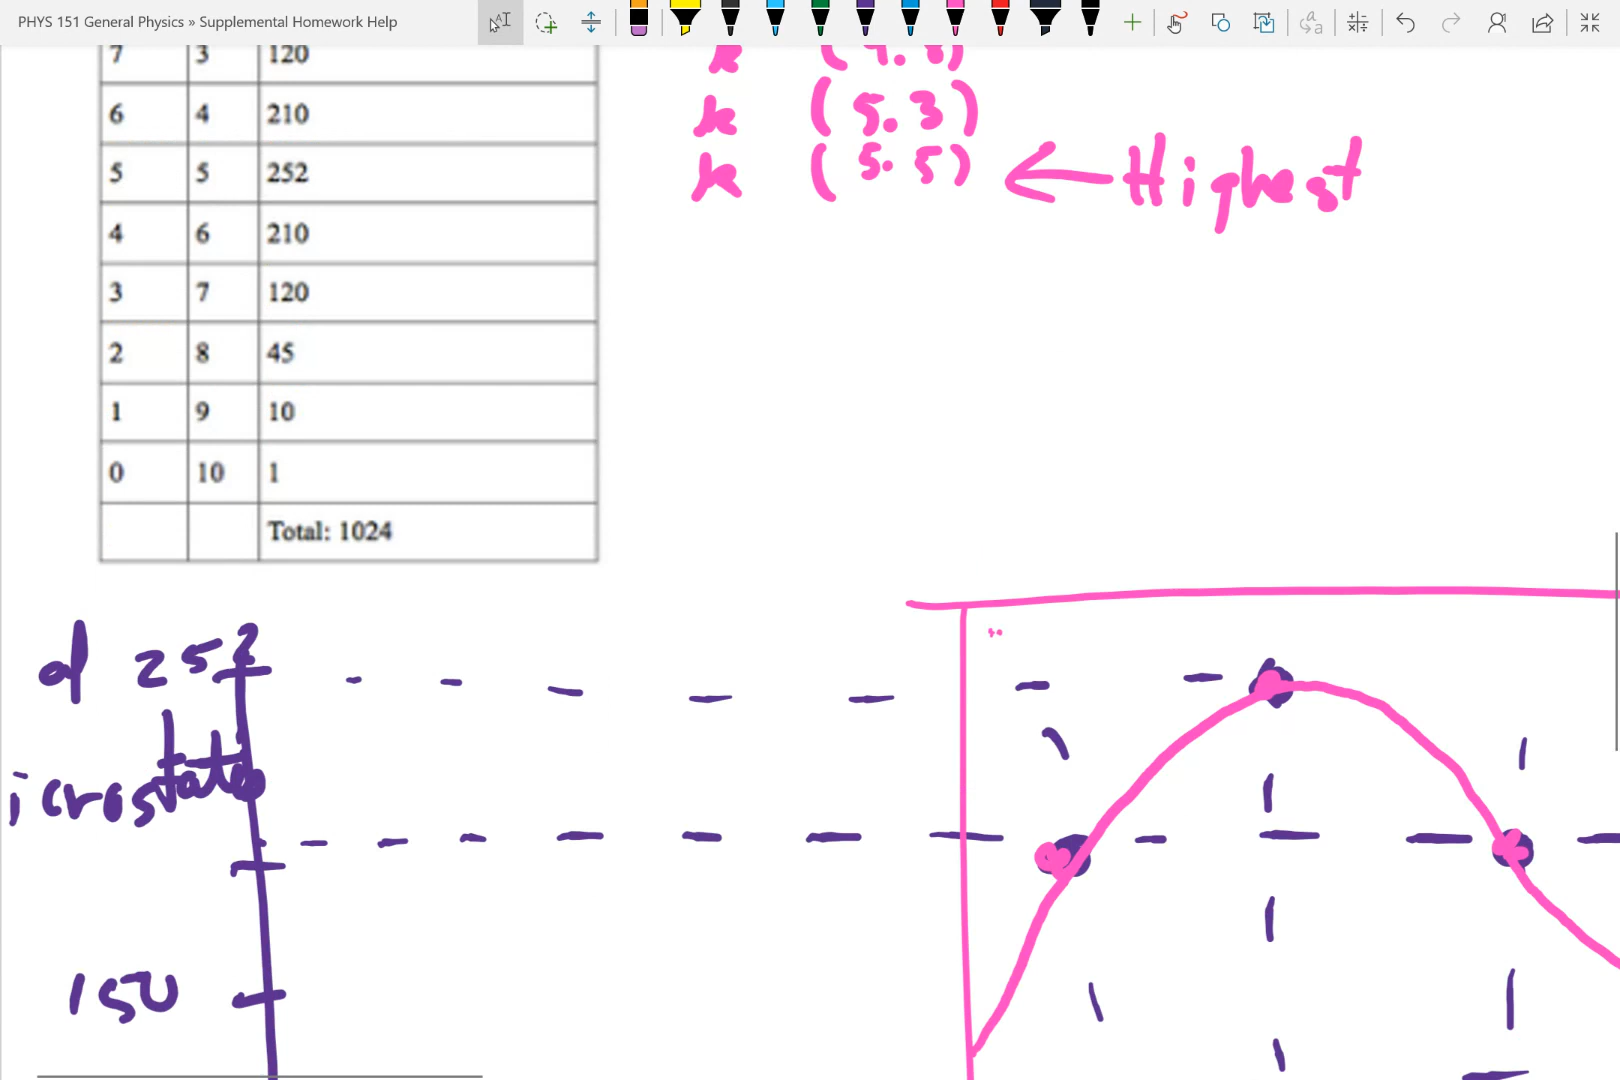 PHYS 151 General Physics » Supplemental Homework Help
7 3 120
6 4 210
5 5 252
4 6 210
3 7 120
2 8 45
1 9 10
0 10 1
Total: 1024
k (5.3)
k (5.5) ← Highest
of 252
icrostates
150